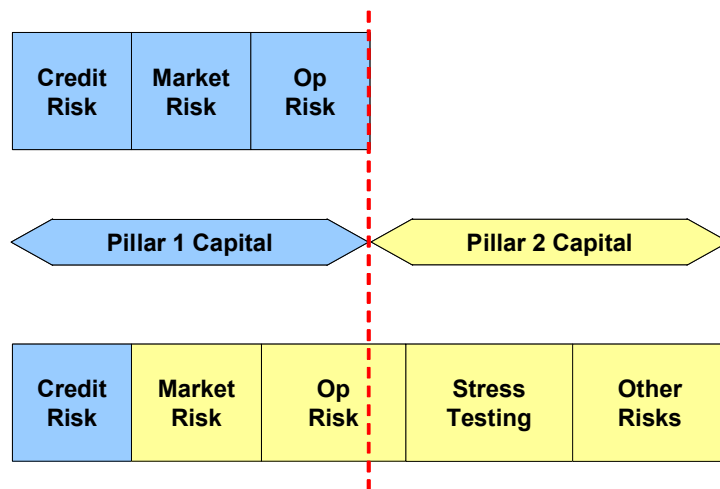 Credit Market Op
Risk Risk Risk
Pillar 1 Capital Pillar 2 Capital
Credit Market Op Stress Other
Risk Risk Risk Testing Risks